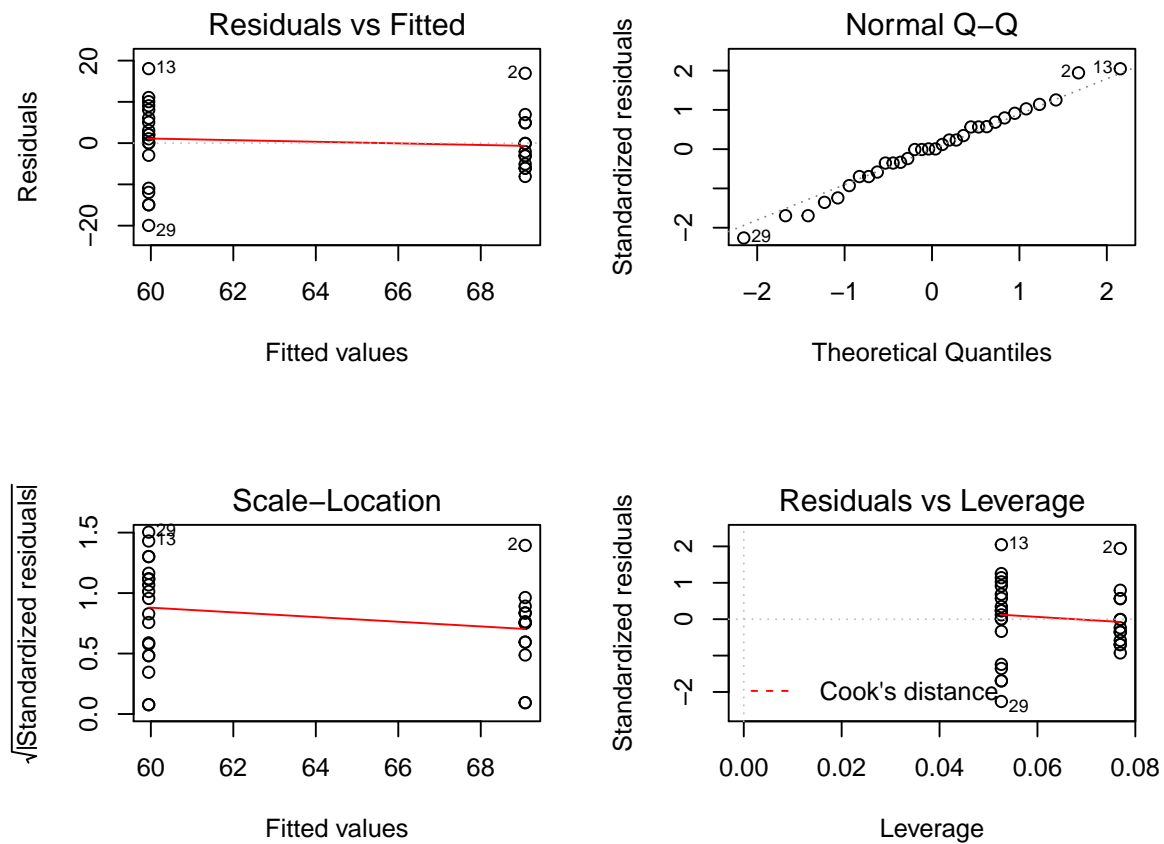 Residuals vs Fitted
Residuals
20
0
−20
13
2
29
60 62 64 66 68
Fitted values
Normal Q−Q
Standardized residuals
2
1
0
−2
2
13
29
−2 −1 0 1 2
Theoretical Quantiles
Scale−Location
√|Standardized residuals|
1.5
1.0
0.5
0.0
29
13
2
60 62 64 66 68
Fitted values
Residuals vs Leverage
Standardized residuals
2
1
0
−2
13
2
Cook's distance
29
0.00 0.02 0.04 0.06 0.08
Leverage